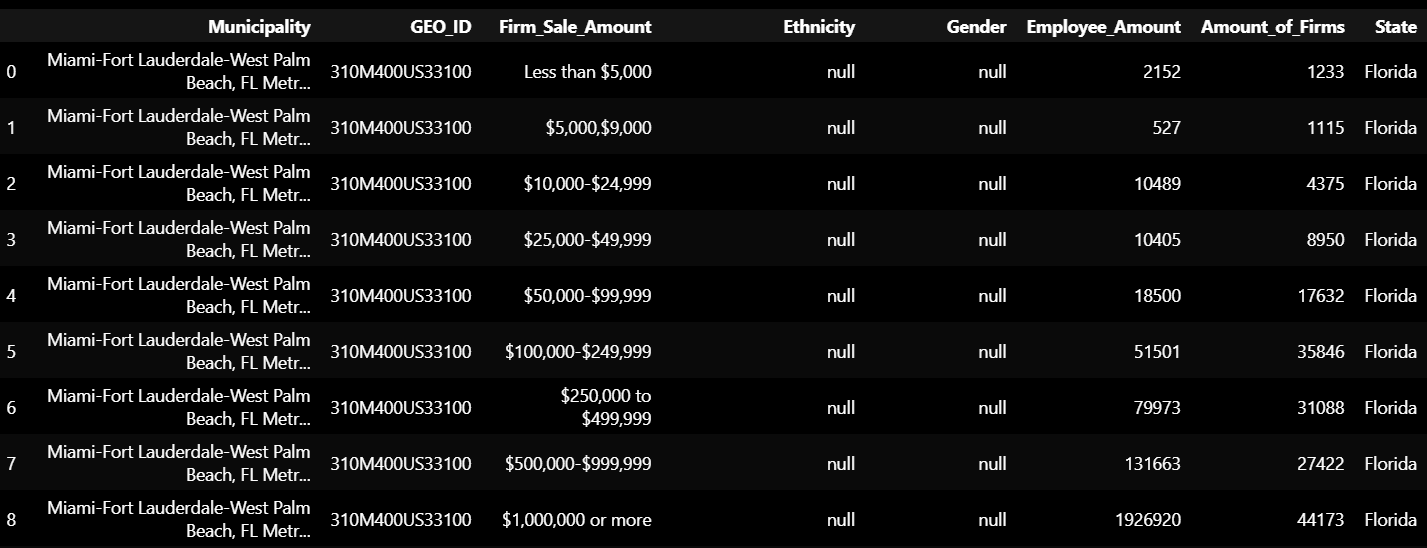 Municipality GEO_ID Firm_Sale_Amount Ethnicity Gender Employee_Amount Amount_of_Firms State
0 Miami-Fort Lauderdale-West Palm
Beach, FL Metr... 310M400US33100 Less than $5,000 null null 2152 1233 Florida
1 Miami-Fort Lauderdale-West Palm
Beach, FL Metr... 310M400US33100 $5,000,$9,000 null null 527 1115 Florida
2 Miami-Fort Lauderdale-West Palm
Beach, FL Metr... 310M400US33100 $10,000-$24,999 null null 10489 4375 Florida
3 Miami-Fort Lauderdale-West Palm
Beach, FL Metr... 310M400US33100 $25,000-$49,999 null null 10405 8950 Florida
4 Miami-Fort Lauderdale-West Palm
Beach, FL Metr... 310M400US33100 $50,000-$99,999 null null 18500 17632 Florida
5 Miami-Fort Lauderdale-West Palm
Beach, FL Metr... 310M400US33100 $100,000-$249,999 null null 51501 35846 Florida
6 Miami-Fort Lauderdale-West Palm
Beach, FL Metr... 310M400US33100 $250,000 to
$499,999 null null 79973 31088 Florida
7 Miami-Fort Lauderdale-West Palm
Beach, FL Metr... 310M400US33100 $500,000-$999,999 null null 131663 27422 Florida
8 Miami-Fort Lauderdale-West Palm
Beach, FL Metr... 310M400US33100 $1,000,000 or more null null 1926920 44173 Florida